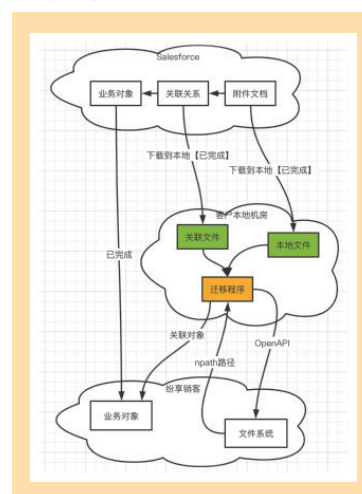 Salesforce
业务对象 关联关系 附件文档
下载到本地【已完成】
下载到本地【已完成】
客户本地机房
关联文件 本地文件
已完成
迁移程序
关联对象 OpenAPI
npath路径
纷享销客
业务对象 文件系统